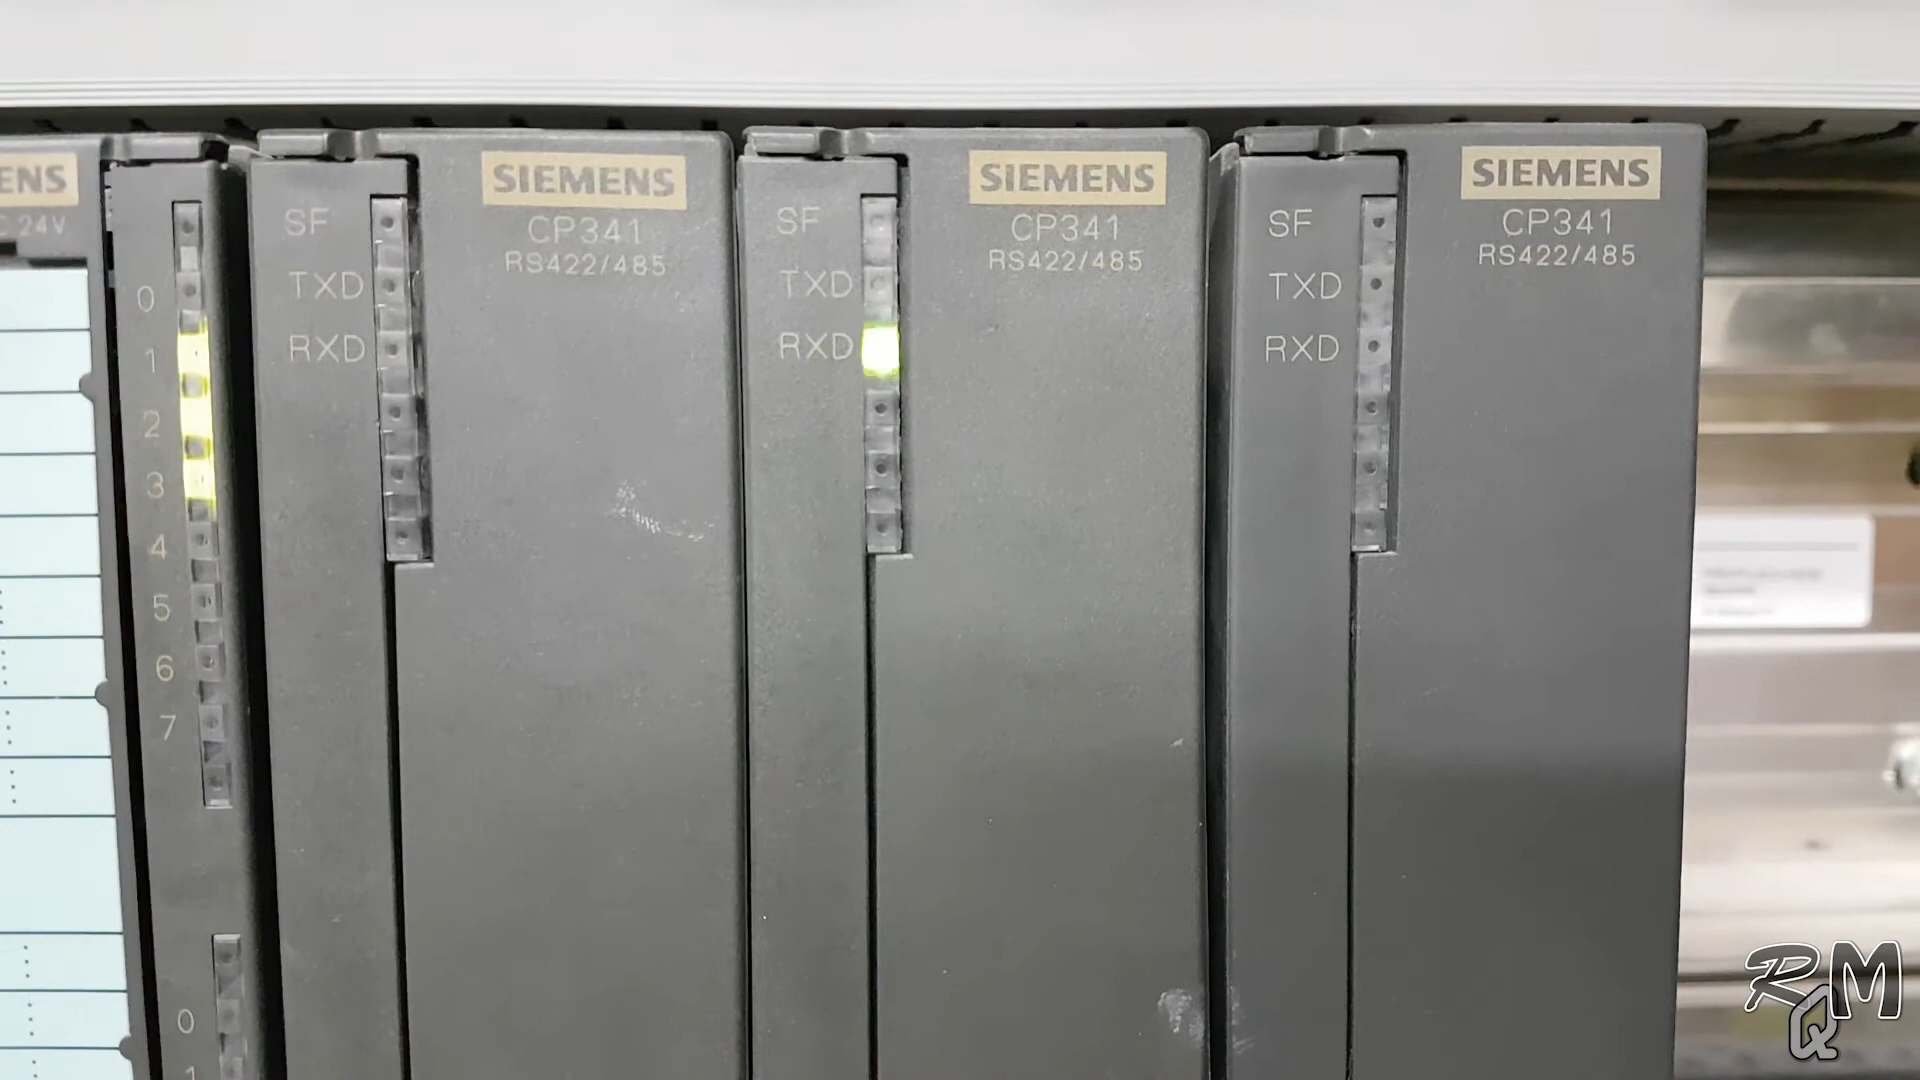 ENS
C 24V
0
1
2
3
4
5
6
7
0
1
SIEMENS
CP341
RS422/485
SF
TXD
RXD
SIEMENS
CP341
RS422/485
SF
TXD
RXD
SIEMENS
CP341
RS422/485
SF
TXD
RXD
RQM